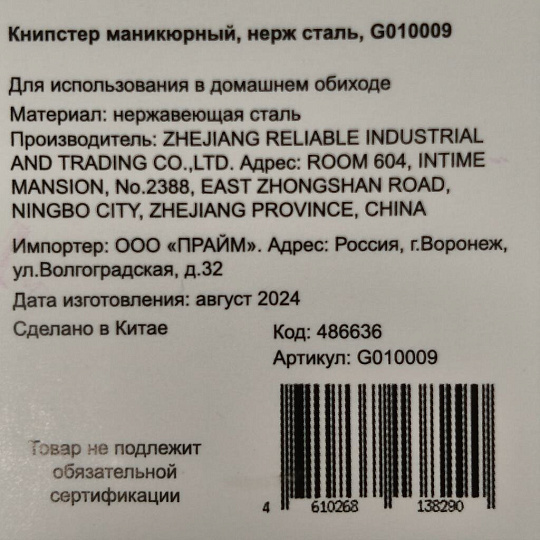 Книпстер маникюрный, нерж сталь, G010009
Для использования в домашнем обиходе
Материал: нержавеющая сталь
Производитель: ZHEJIANG RELIABLE INDUSTRIAL
AND TRADING CO.,LTD. Адрес: ROOM 604, INTIME
MANSION, No.2388, EAST ZHONGSHAN ROAD,
NINGBO CITY, ZHEJIANG PROVINCE, CHINA
Импортер: ООО «ПРАЙМ». Адрес: Россия, г.Воронеж,
ул.Волгоградская, д.32
Дата изготовления: август 2024
Сделано в Китае
Код: 486636
Артикул: G010009
Товар не подлежит
обязательной
сертификации
4 610268 138290